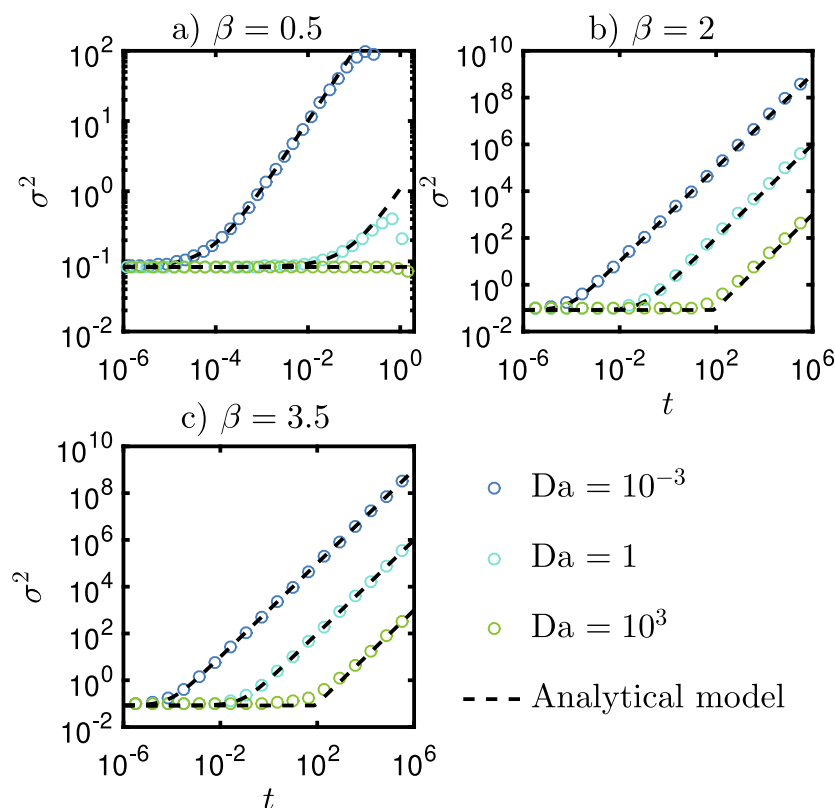 a) β = 0.5
10^2
10^1
10^0
10^-1
10^-2
σ^2
10^-6
10^-4
10^-2
10^0
b) β = 2
10^10
10^8
10^6
10^4
10^2
10^0
10^-2
σ^2
10^-6
10^-2
10^2
10^6
t
c) β = 3.5
10^10
10^8
10^6
10^4
10^2
10^0
10^-2
σ^2
10^-6
10^-2
10^2
10^6
t
Da = 10^-3
Da = 1
Da = 10^3
Analytical model